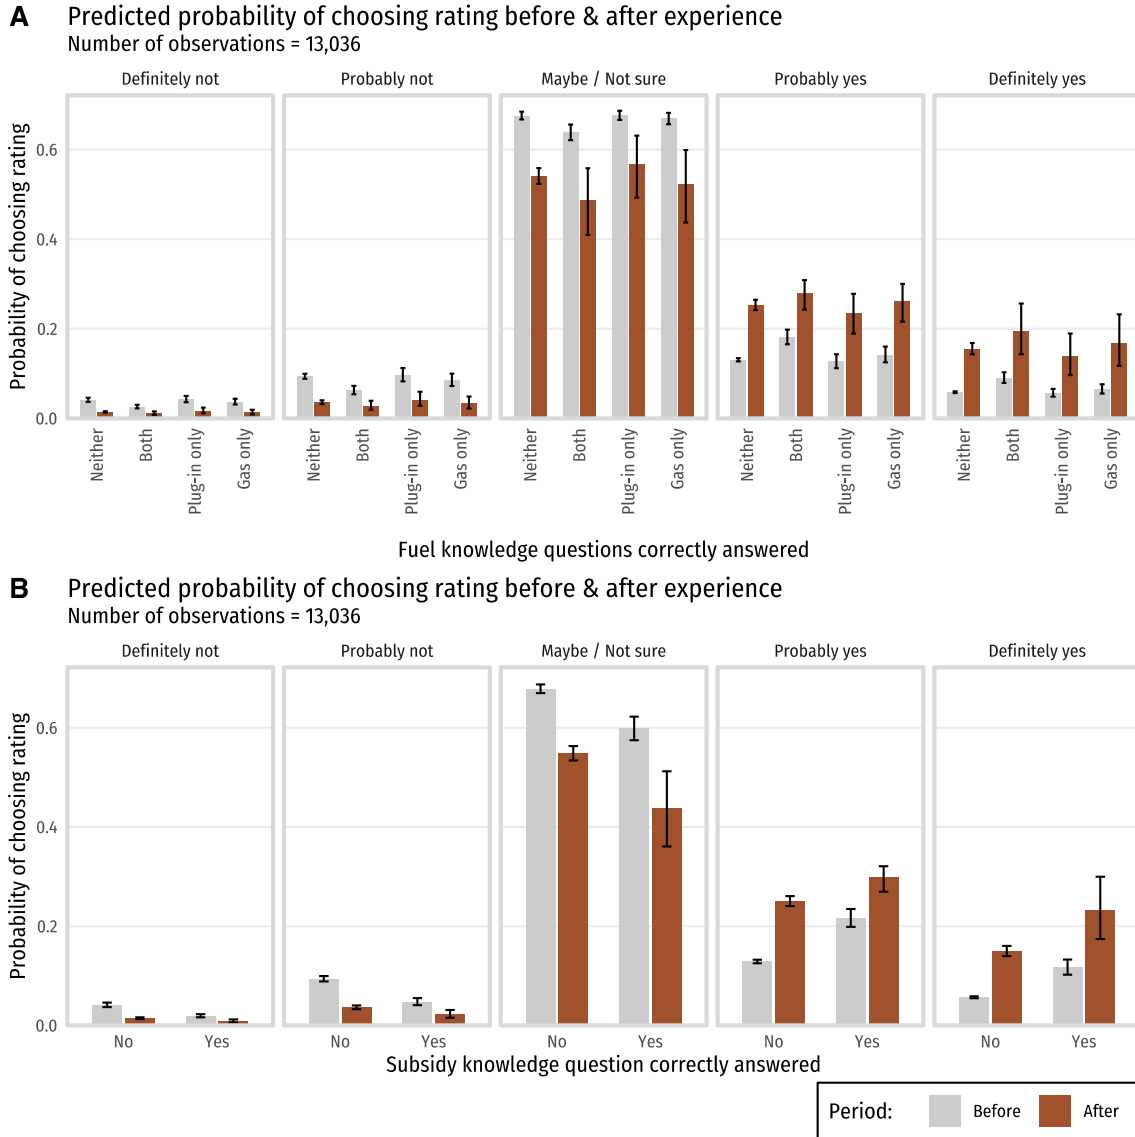 A
Predicted probability of choosing rating before & after experience
Number of observations = 13,036
Definitely not
Probably not
Maybe / Not sure
Probably yes
Definitely yes
Probability of choosing rating
0.6
0.4
0.2
0.0
Neither
Both
Plug-in only
Gas only
Neither
Both
Plug-in only
Gas only
Neither
Both
Plug-in only
Gas only
Neither
Both
Plug-in only
Gas only
Neither
Both
Plug-in only
Gas only
Fuel knowledge questions correctly answered
B
Predicted probability of choosing rating before & after experience
Number of observations = 13,036
Definitely not
Probably not
Maybe / Not sure
Probably yes
Definitely yes
Probability of choosing rating
0.6
0.4
0.2
0.0
No Yes No Yes No Yes No Yes No Yes
Subsidy knowledge question correctly answered
Period: Before After